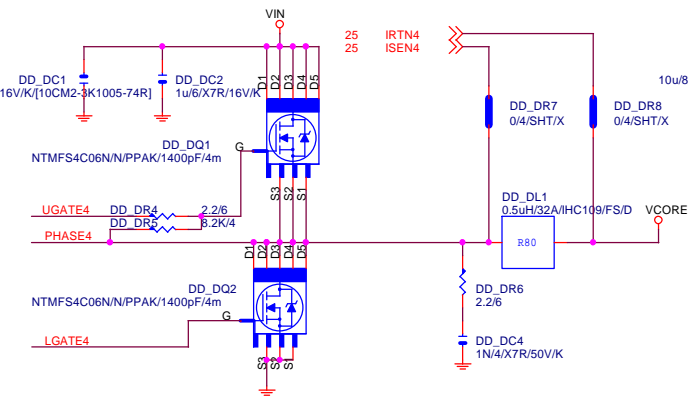 VIN
25 IRTN4
25 ISEN4
DD_DC1
16V/K/[10CM2-3K1005-74R]
DD_DC2
1u/6/X7R/16V/K
D1
D2
D3
D4
D5
10u/8
DD_DR7
0/4/SHT/X
DD_DR8
0/4/SHT/X
DD_DQ1
G
NTMFS4C06N/N/PPAK/1400pF/4m
S3
S2
S1
DD_DL1
0.5uH/32A/IHC109/FS/D
VCORE
UGATE4
DD_DR4
2.2/6
DD_DR5
8.2K/4
PHASE4
R80
D1
D2
D3
D4
D5
DD_DQ2
NTMFS4C06N/N/PPAK/1400pF/4m
G
DD_DR6
2.2/6
LGATE4
DD_DC4
1N/4/X7R/50V/K
S3
S2
S1